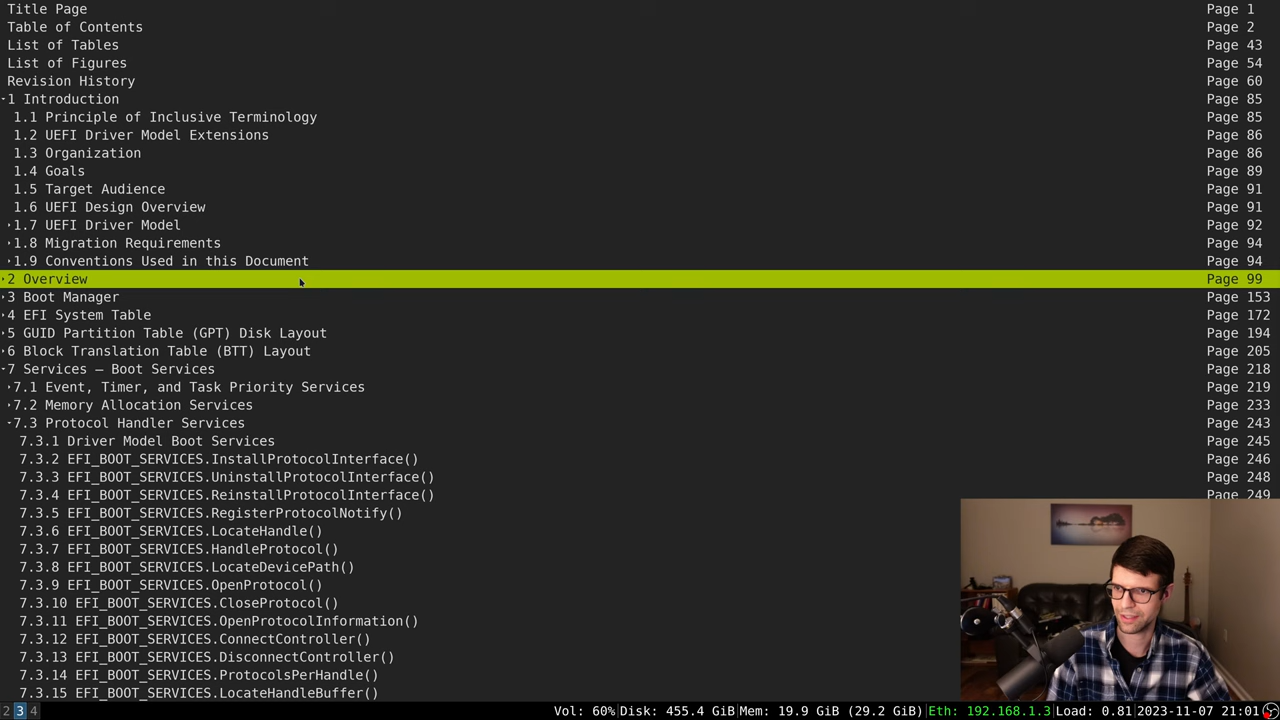 Title Page Page 1
Table of Contents Page 2
List of Tables Page 43
List of Figures Page 54
Revision History Page 60
1 Introduction Page 85
1.1 Principle of Inclusive Terminology Page 85
1.2 UEFI Driver Model Extensions Page 86
1.3 Organization Page 86
1.4 Goals Page 89
1.5 Target Audience Page 91
1.6 UEFI Design Overview Page 91
1.7 UEFI Driver Model Page 92
1.8 Migration Requirements Page 94
1.9 Conventions Used in this Document Page 94
2 Overview Page 99
3 Boot Manager Page 153
4 EFI System Table Page 172
5 GUID Partition Table (GPT) Disk Layout Page 194
6 Block Translation Table (BTT) Layout Page 205
7 Services — Boot Services Page 218
7.1 Event, Timer, and Task Priority Services Page 219
7.2 Memory Allocation Services Page 233
7.3 Protocol Handler Services Page 243
7.3.1 Driver Model Boot Services Page 245
7.3.2 EFI_BOOT_SERVICES.InstallProtocolInterface() Page 246
7.3.3 EFI_BOOT_SERVICES.UninstallProtocolInterface() Page 248
7.3.4 EFI_BOOT_SERVICES.ReinstallProtocolInterface() Page 249
7.3.5 EFI_BOOT_SERVICES.RegisterProtocolNotify()
7.3.6 EFI_BOOT_SERVICES.LocateHandle()
7.3.7 EFI_BOOT_SERVICES.HandleProtocol()
7.3.8 EFI_BOOT_SERVICES.LocateDevicePath()
7.3.9 EFI_BOOT_SERVICES.OpenProtocol()
7.3.10 EFI_BOOT_SERVICES.CloseProtocol()
7.3.11 EFI_BOOT_SERVICES.OpenProtocolInformation()
7.3.12 EFI_BOOT_SERVICES.ConnectController()
7.3.13 EFI_BOOT_SERVICES.DisconnectController()
7.3.14 EFI_BOOT_SERVICES.ProtocolsPerHandle()
7.3.15 EFI_BOOT_SERVICES.LocateHandleBuffer()
2 3 4 Vol: 60%|Disk: 455.4 GiB|Mem: 19.9 GiB (29.2 GiB)|Eth: 192.168.1.3|Load: 0.81|2023-11-07 21:01